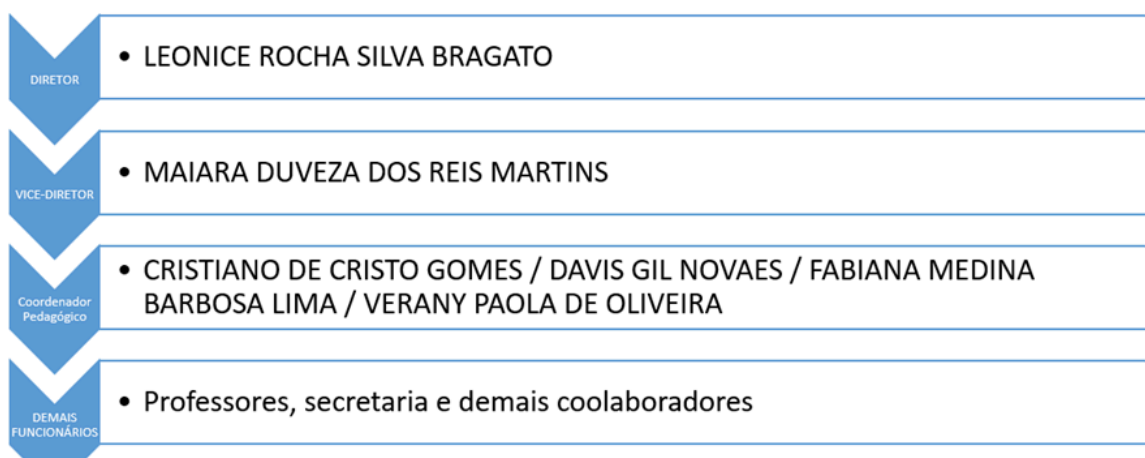 DIRETOR
• LEONICE ROCHA SILVA BRAGATO
VICE-DIRETOR
• MAIARA DUVEZA DOS REIS MARTINS
Coordenador
Pedagógico
• CRISTIANO DE CRISTO GOMES / DAVIS GIL NOVAES / FABIANA MEDINA
BARBOSA LIMA / VERANY PAOLA DE OLIVEIRA
DEMAIS
FUNCIONÁRIOS
• Professores, secretaria e demais coolaboradores